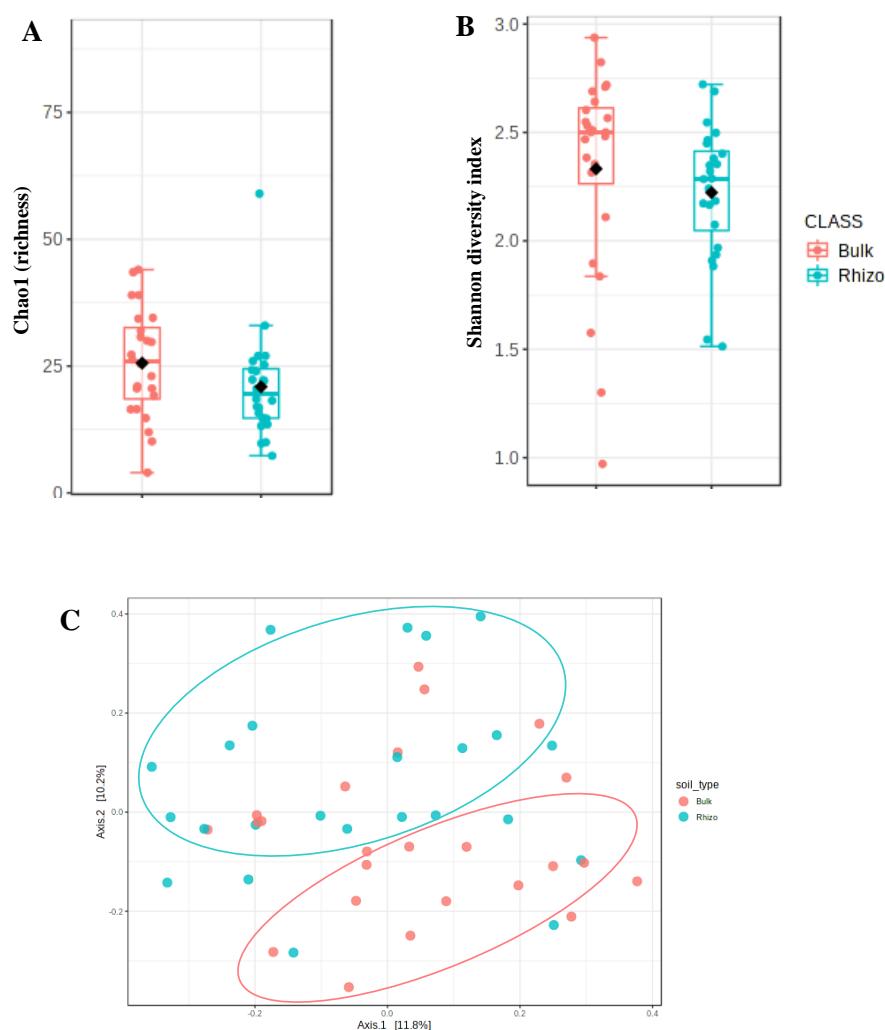 A
Chao1 (richness)
75
50
25
0
B
Shannon diversity index
3.0
2.5
2.0
1.5
1.0
CLASS
Bulk
Rhizo
C
Axis.2 [10.2%]
0.4
0.2
0.0
-0.2
-0.2
0.0
0.2
0.4
Axis.1 [11.8%]
soil_type
Bulk
Rhizo